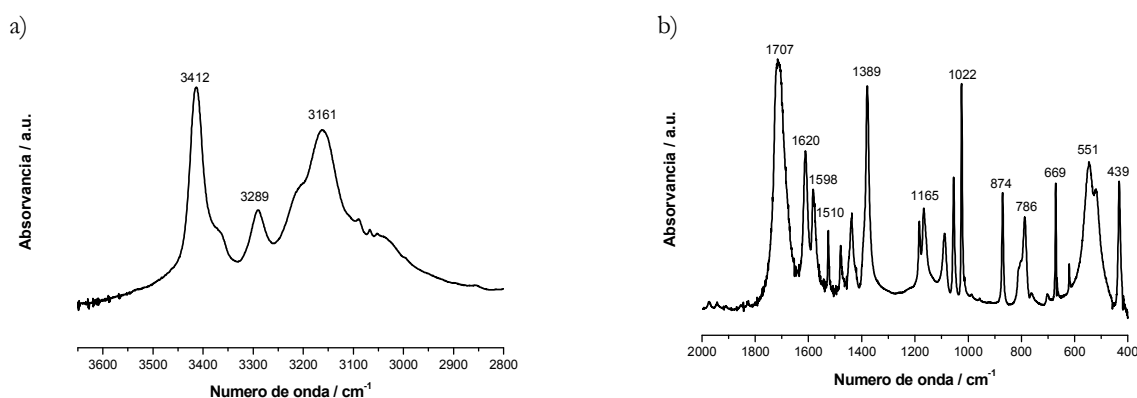 a)
3412
3161
3289
Absorvancia / a.u.
3600 3500 3400 3300 3200 3100 3000 2900 2800
Numero de onda / cm-1
b)
1707
1389
1022
1620
1598
1510
1165
874
786
669
551
439
Absorvancia / a.u.
2000 1800 1600 1400 1200 1000 800 600 400
Numero de onda / cm-1